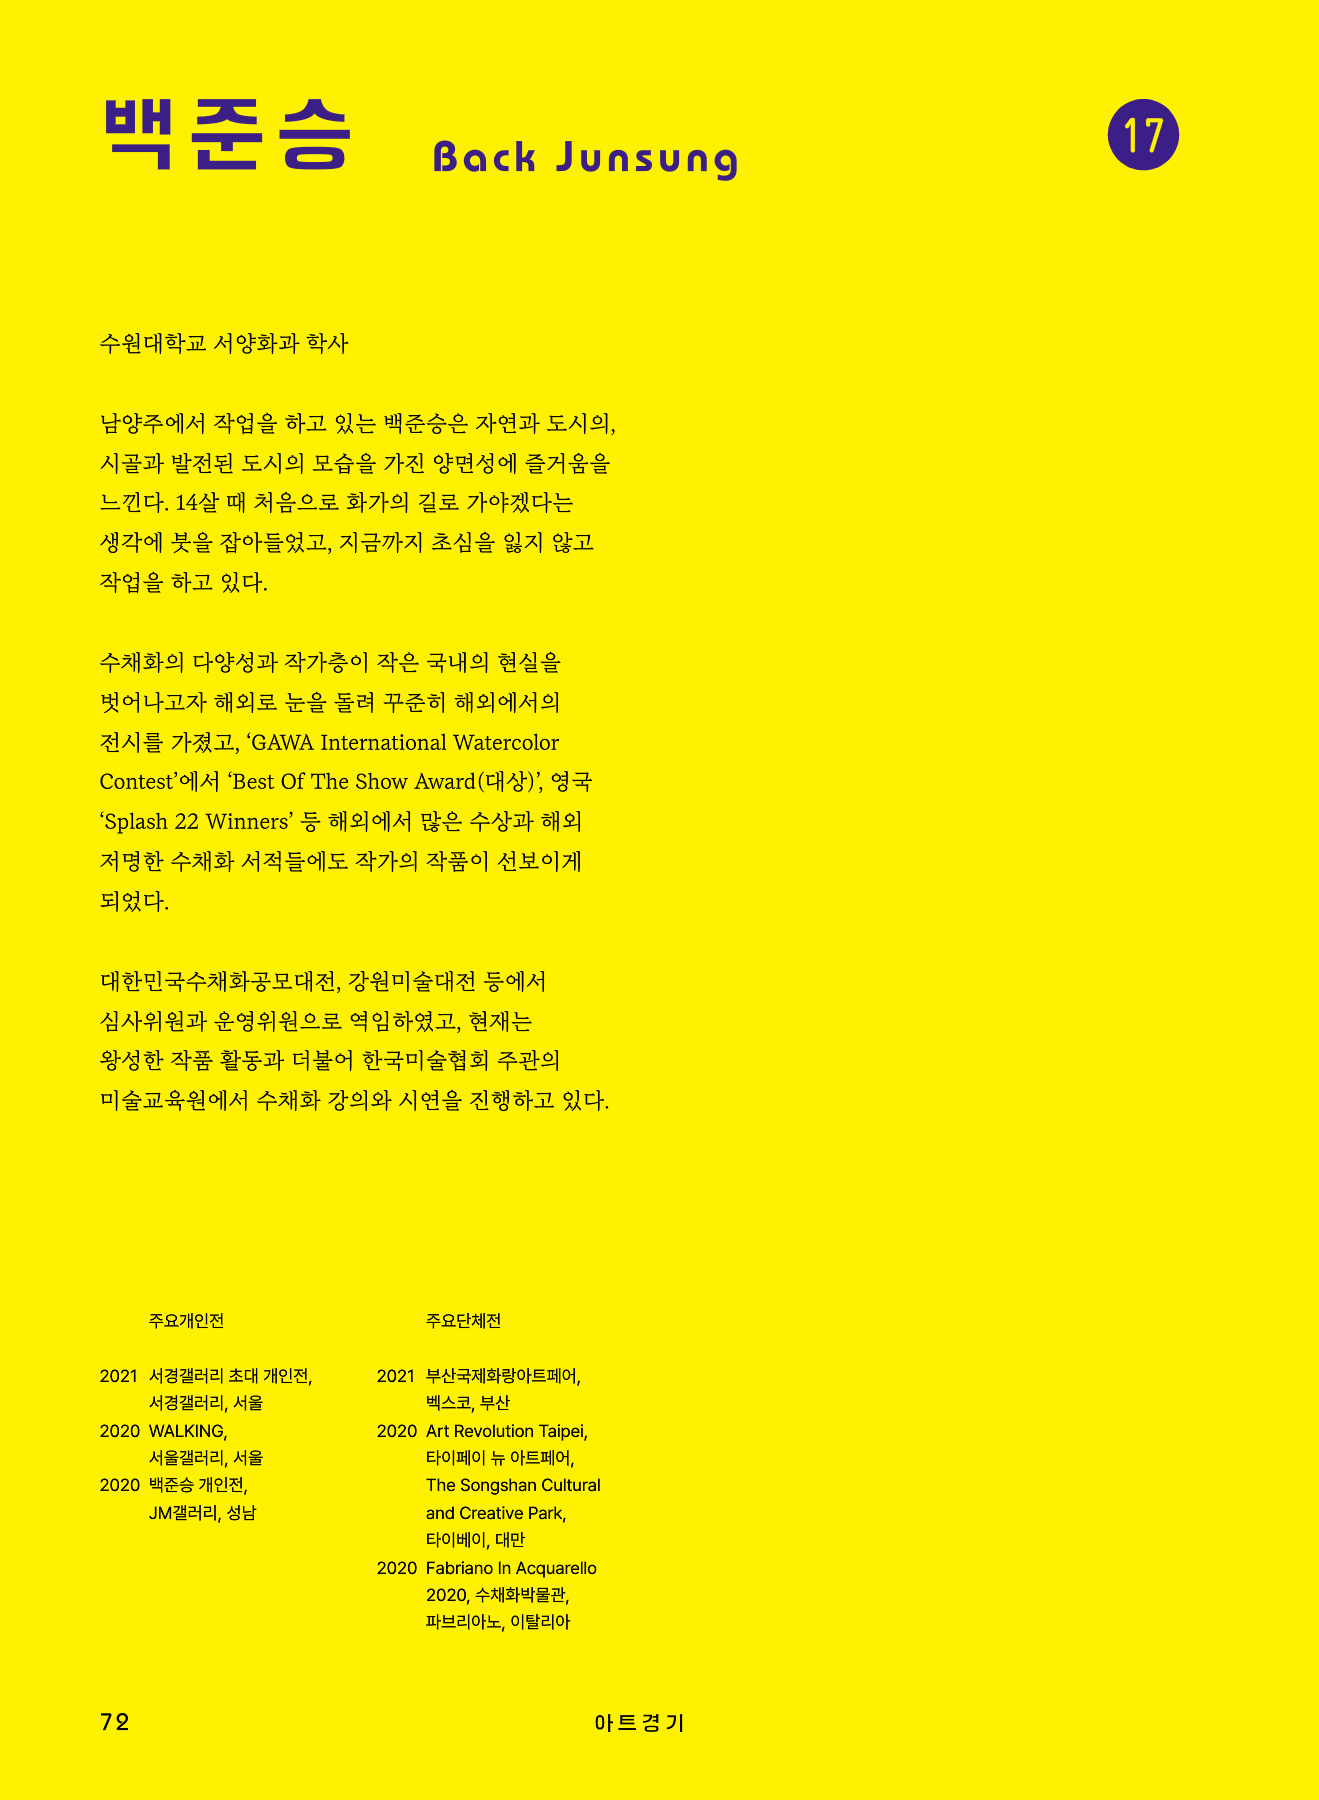 백준승 Back Junsung
17
수원대학교 서양화과 학사
남양주에서 작업을 하고 있는 백준승은 자연과 도시의,
시골과 발전된 도시의 모습을 가진 양면성에 즐거움을
느낀다. 14살 때 처음으로 화가의 길로 가야겠다는
생각에 붓을 잡아들었고, 지금까지 초심을 잃지 않고
작업을 하고 있다.
수채화의 다양성과 작가층이 작은 국내의 현실을
벗어나고자 해외로 눈을 돌려 꾸준히 해외에서의
전시를 가졌고, ‘GAWA International Watercolor
Contest’에서 ‘Best Of The Show Award(대상)’, 영국
‘Splash 22 Winners’ 등 해외에서 많은 수상과 해외
저명한 수채화 서적들에도 작가의 작품이 선보이게
되었다.
대한민국수채화공모대전, 강원미술대전 등에서
심사위원과 운영위원으로 역임하였고, 현재는
왕성한 작품 활동과 더불어 한국미술협회 주관의
미술교육원에서 수채화 강의와 시연을 진행하고 있다.
주요개인전
2021 서경갤러리 초대 개인전,
서경갤러리, 서울
2020 WALKING,
서울갤러리, 서울
2020 백준승 개인전,
JM갤러리, 성남
주요단체전
2021 부산국제화랑아트페어,
벡스코, 부산
2020 Art Revolution Taipei,
타이페이 뉴 아트페어,
The Songshan Cultural
and Creative Park,
타이베이, 대만
2020 Fabriano In Acquarello
2020, 수채화박물관,
파브리아노, 이탈리아
72
아트경기